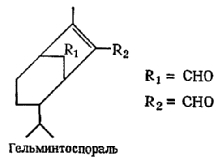 R₁
R₂
R₁ = CHO
R₂ = CHO
Гельминтоспораль